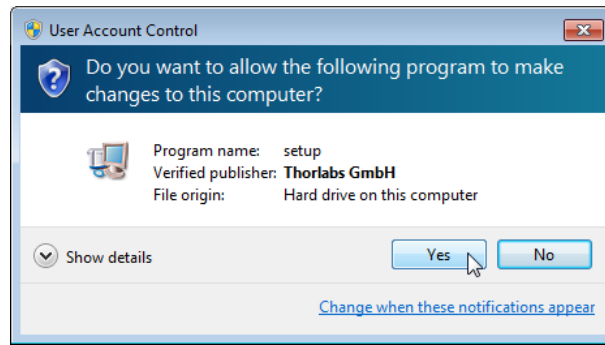 User Account Control
Do you want to allow the following program to make
changes to this computer?
Program name: setup
Verified publisher: Thorlabs GmbH
File origin: Hard drive on this computer
Show details
Yes
No
Change when these notifications appear